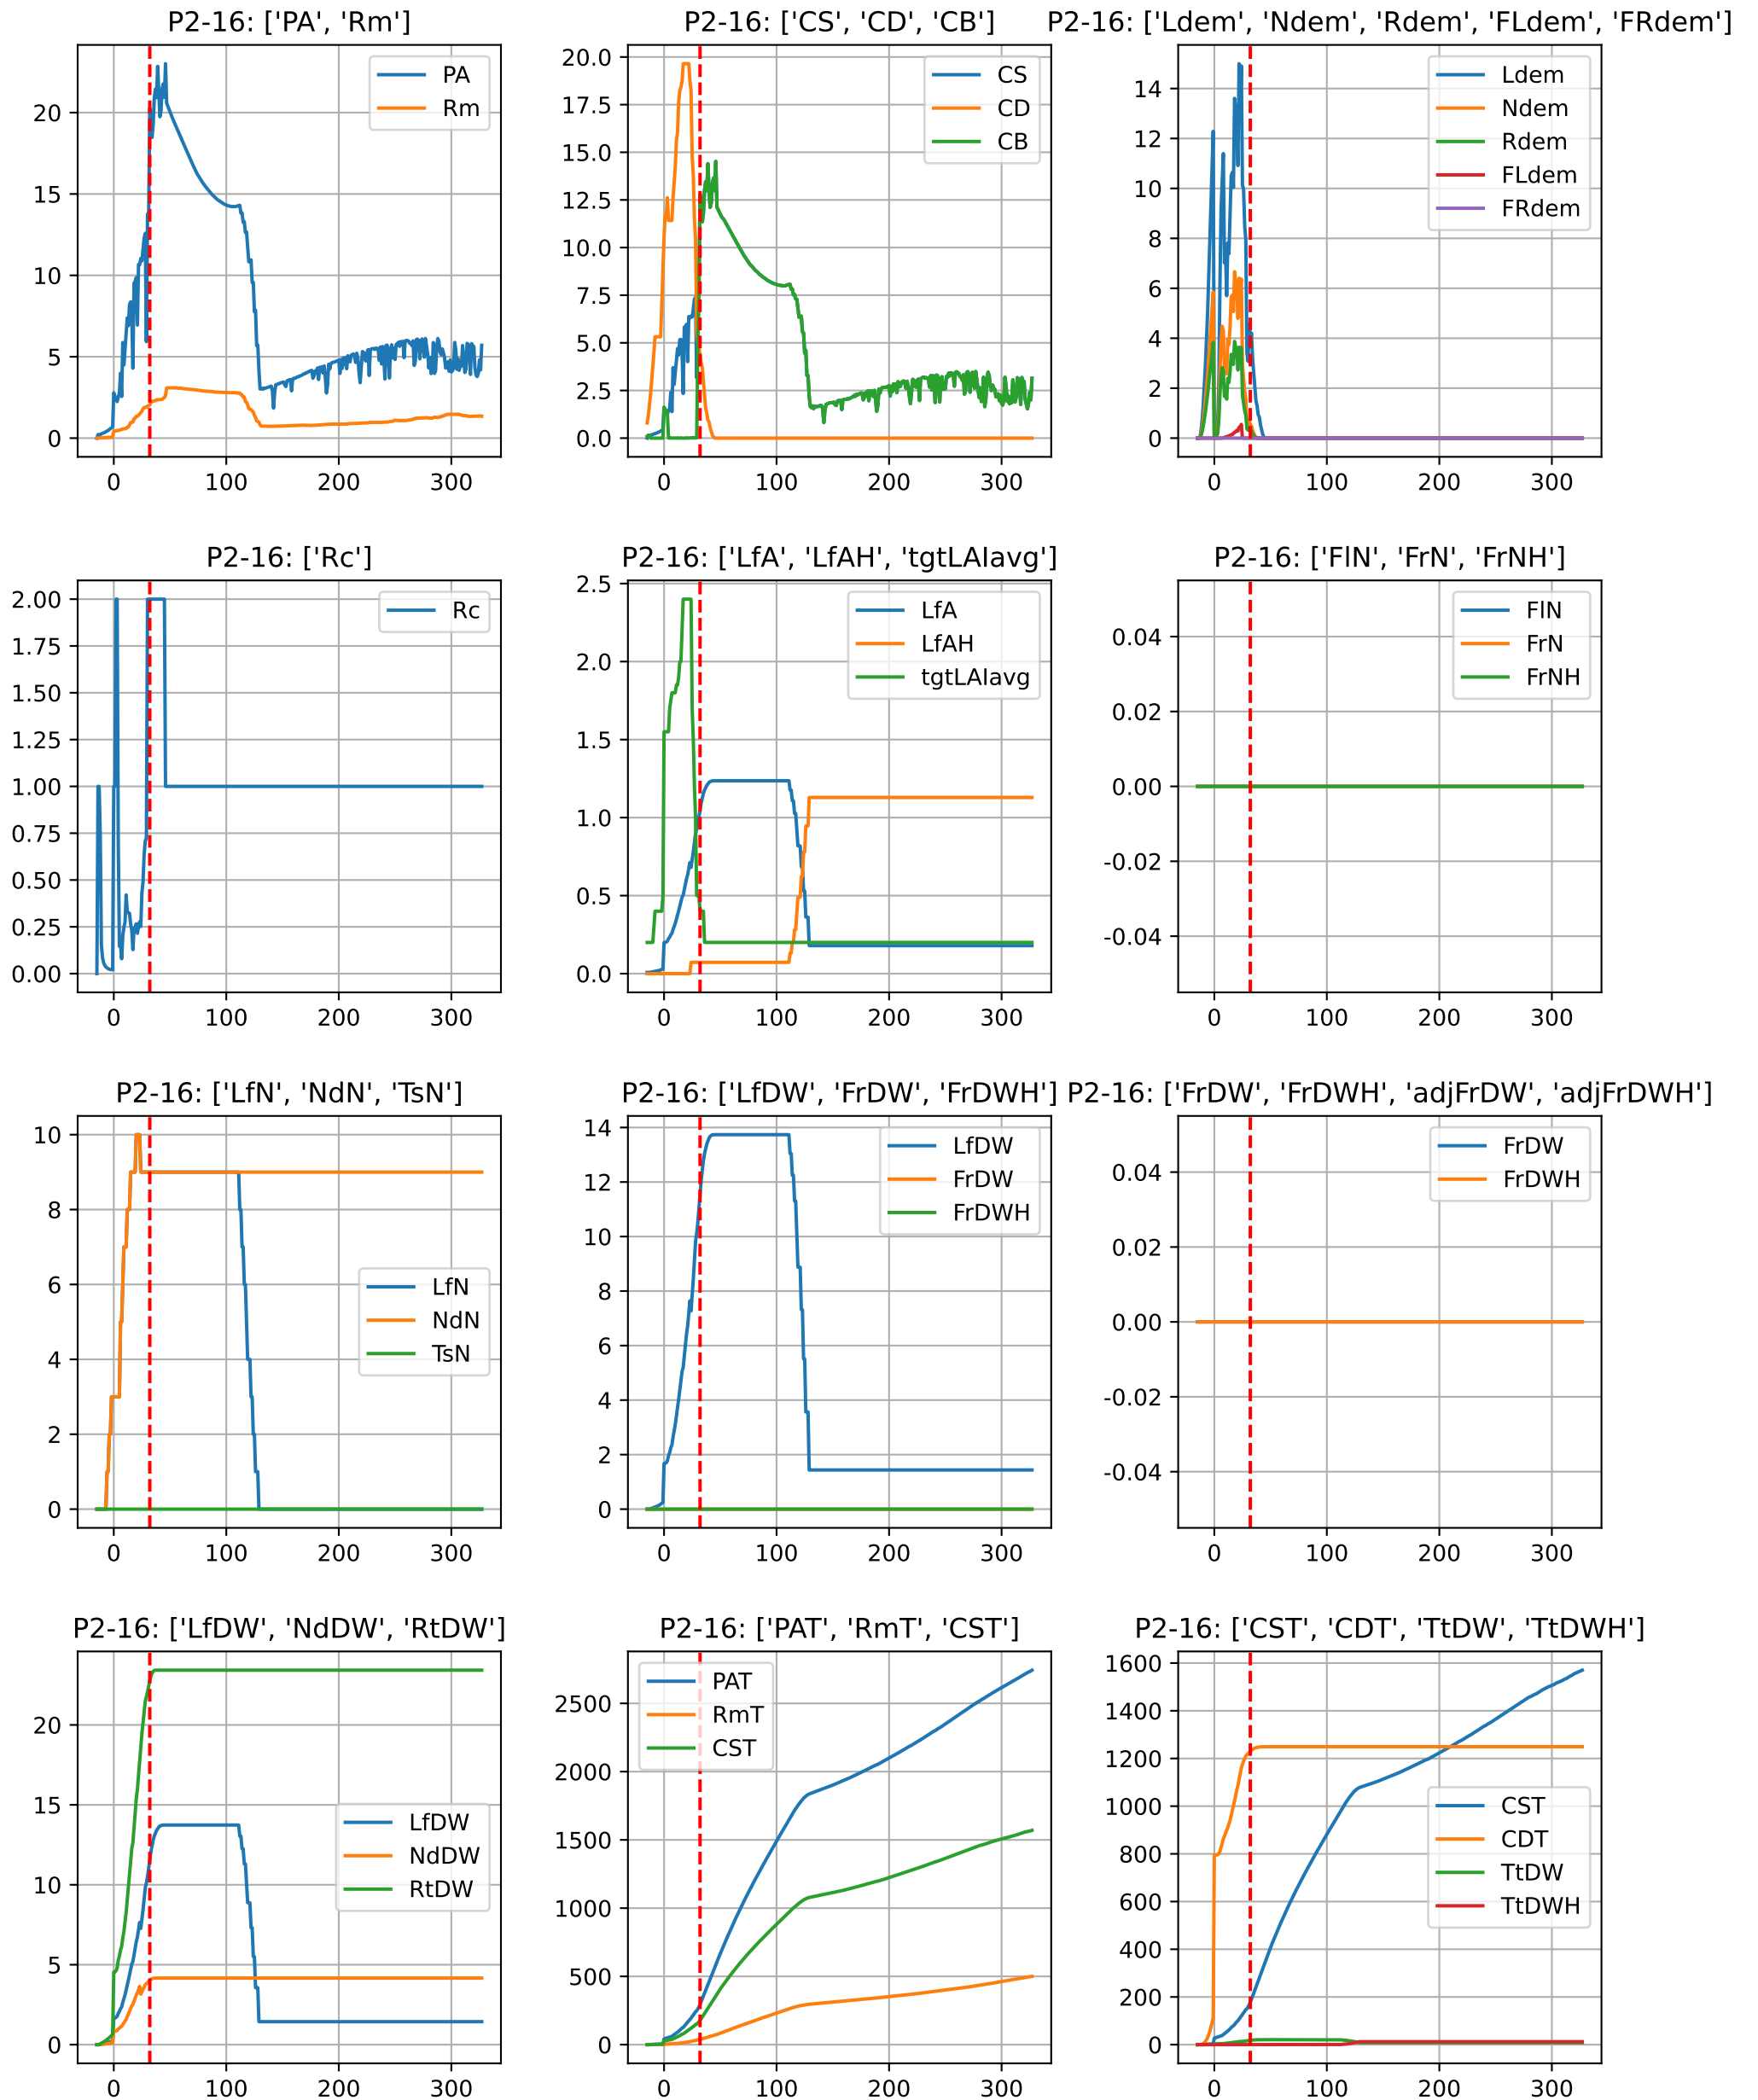 P2-16: ['PA', 'Rm']
PA
Rm
20
15
10
5
0
0 100 200 300
P2-16: ['CS', 'CD', 'CB']
CS
CD
CB
20.0
17.5
15.0
12.5
10.0
7.5
5.0
2.5
0.0
0 100 200 300
P2-16: ['Ldem', 'Ndem', 'Rdem', 'FLdem', 'FRdem']
Ldem
Ndem
Rdem
FLdem
FRdem
14
12
10
8
6
4
2
0
0 100 200 300
P2-16: ['Rc']
Rc
2.00
1.75
1.50
1.25
1.00
0.75
0.50
0.25
0.00
0 100 200 300
P2-16: ['LfA', 'LfAH', 'tgtLAIavg']
LfA
LfAH
tgtLAIavg
2.5
2.0
1.5
1.0
0.5
0.0
0 100 200 300
P2-16: ['FlN', 'FrN', 'FrNH']
FlN
FrN
FrNH
0.04
0.02
0.00
-0.02
-0.04
0 100 200 300
P2-16: ['LfN', 'NdN', 'TsN']
LfN
NdN
TsN
10
8
6
4
2
0
0 100 200 300
P2-16: ['LfDW', 'FrDW', 'FrDWH']
LfDW
FrDW
FrDWH
14
12
10
8
6
4
2
0
0 100 200 300
P2-16: ['FrDW', 'FrDWH', 'adjFrDW', 'adjFrDWH']
FrDW
FrDWH
0.04
0.02
0.00
-0.02
-0.04
0 100 200 300
P2-16: ['LfDW', 'NdDW', 'RtDW']
LfDW
NdDW
RtDW
20
15
10
5
0
0 100 200 300
P2-16: ['PAT', 'RmT', 'CST']
PAT
RmT
CST
2500
2000
1500
1000
500
0
0 100 200 300
P2-16: ['CST', 'CDT', 'TtDW', 'TtDWH']
CST
CDT
TtDW
TtDWH
1600
1400
1200
1000
800
600
400
200
0
0 100 200 300